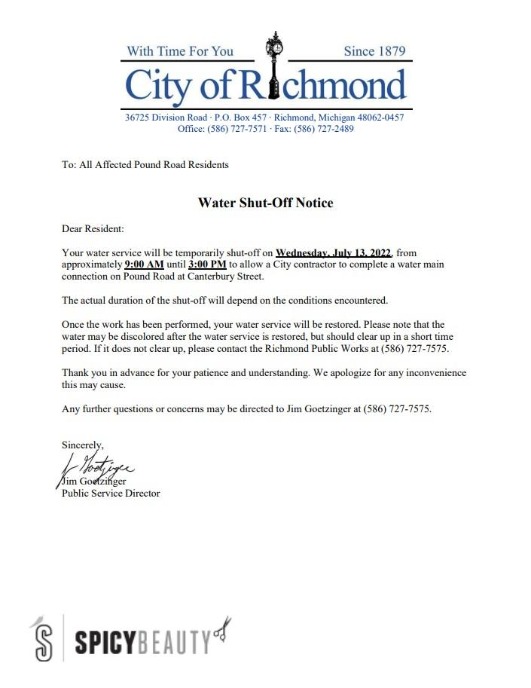 With Time For You Since 1879
City of Richmond
36725 Division Road · P.O. Box 457 · Richmond, Michigan 48062-0457
Office: (586) 727-7571 · Fax: (586) 727-2489
To: All Affected Pound Road Residents
Water Shut-Off Notice
Dear Resident:
Your water service will be temporarily shut-off on Wednesday, July 13, 2022, from
approximately 9:00 AM until 3:00 PM to allow a City contractor to complete a water main
connection on Pound Road at Canterbury Street.
The actual duration of the shut-off will depend on the conditions encountered.
Once the work has been performed, your water service will be restored. Please note that the
water may be discolored after the water service is restored, but should clear up in a short time
period. If it does not clear up, please contact the Richmond Public Works at (586) 727-7575.
Thank you in advance for your patience and understanding. We apologize for any inconvenience
this may cause.
Any further questions or concerns may be directed to Jim Goetzinger at (586) 727-7575.
Sincerely,
J Goetzinger
Jim Goetzinger
Public Service Director
S SPICYBEAUTY